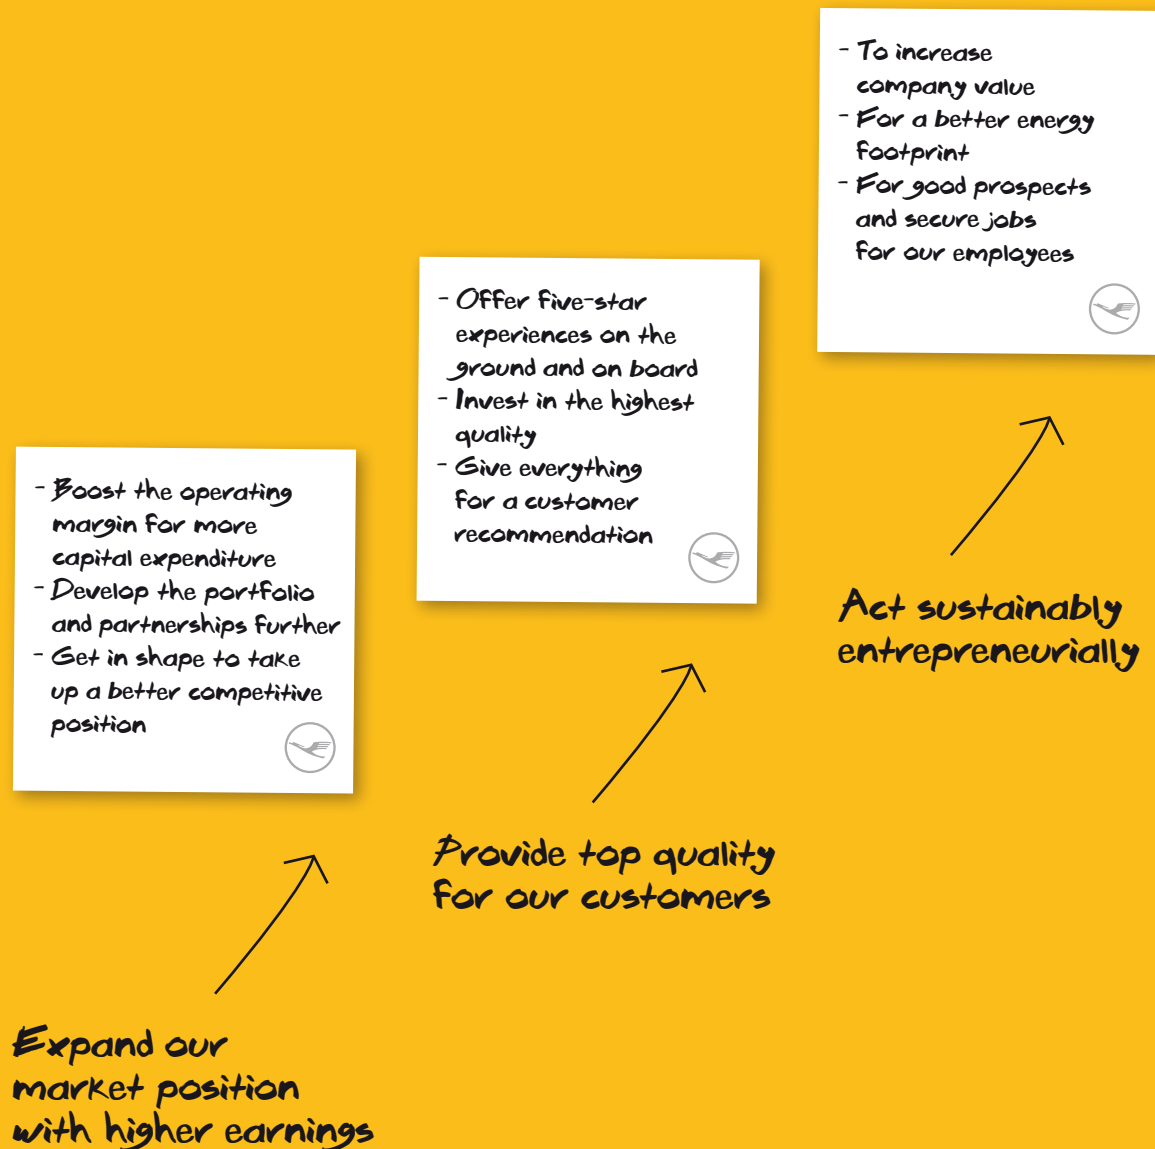 - To increase
company value
- For a better energy
footprint
- For good prospects
and secure jobs
for our employees
- Offer five-star
experiences on the
ground and on board
- Invest in the highest
quality
- Give everything
for a customer
recommendation
- Boost the operating
margin for more
capital expenditure
- Develop the portfolio
and partnerships further
- Get in shape to take
up a better competitive
position
Act sustainably
entrepreneurially
Provide top quality
for our customers
Expand our
market position
with higher earnings